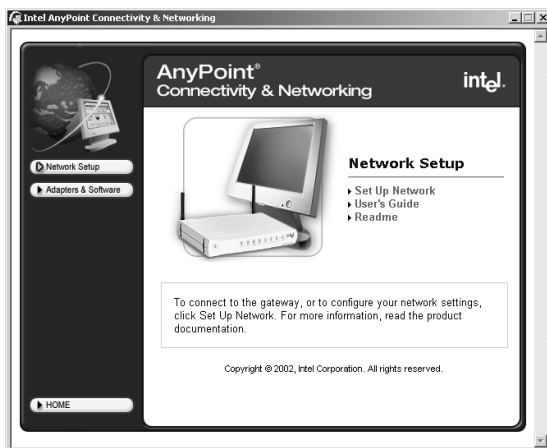 Intel AnyPoint Connectivity & Networking
AnyPoint®
Connectivity & Networking
intel.
Network Setup
Adapters & Software
HOME
Network Setup
Set Up Network
User's Guide
Readme
To connect to the gateway, or to configure your network settings,
click Set Up Network. For more information, read the product
documentation.
Copyright © 2002, Intel Corporation. All rights reserved.